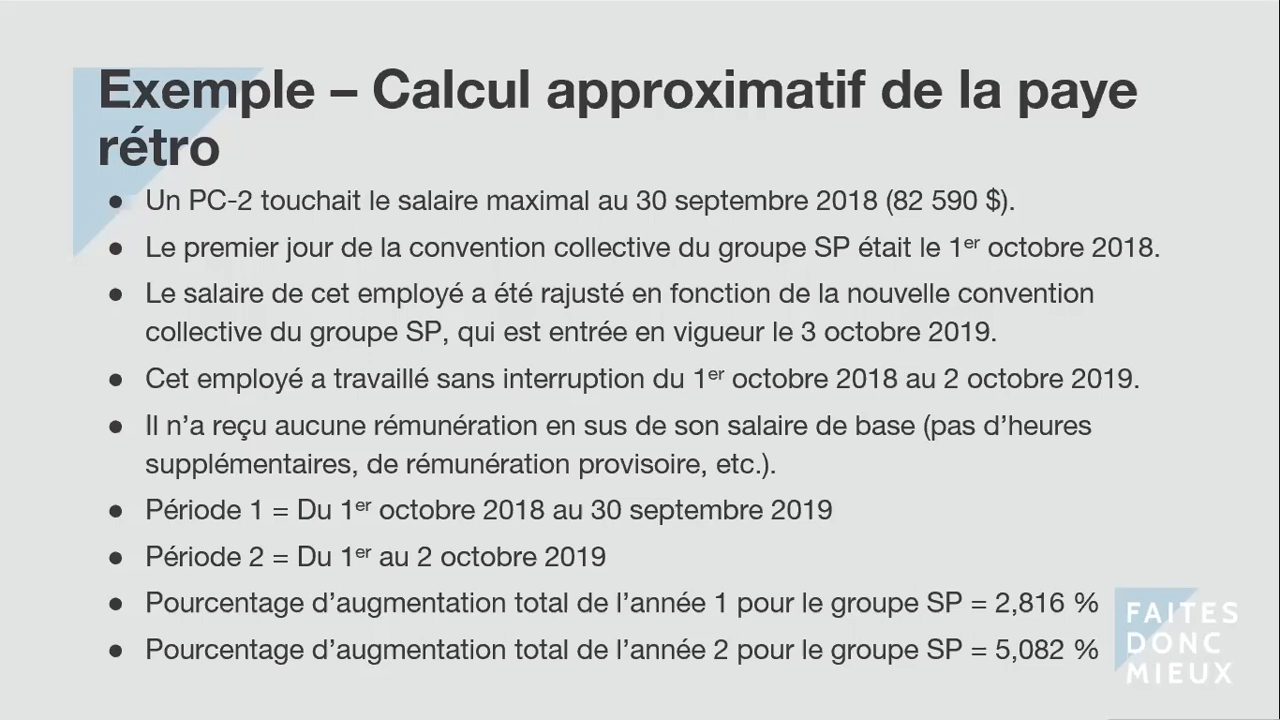 Exemple – Calcul approximatif de la paye
rétro
● Un PC-2 touchait le salaire maximal au 30 septembre 2018 (82 590 $).
● Le premier jour de la convention collective du groupe SP était le 1er octobre 2018.
● Le salaire de cet employé a été rajusté en fonction de la nouvelle convention
collective du groupe SP, qui est entrée en vigueur le 3 octobre 2019.
● Cet employé a travaillé sans interruption du 1er octobre 2018 au 2 octobre 2019.
● Il n’a reçu aucune rémunération en sus de son salaire de base (pas d’heures
supplémentaires, de rémunération provisoire, etc.).
● Période 1 = Du 1er octobre 2018 au 30 septembre 2019
● Période 2 = Du 1er au 2 octobre 2019
● Pourcentage d’augmentation total de l’année 1 pour le groupe SP = 2,816 %
● Pourcentage d’augmentation total de l’année 2 pour le groupe SP = 5,082 %
FAITES
DONC
MIEUX